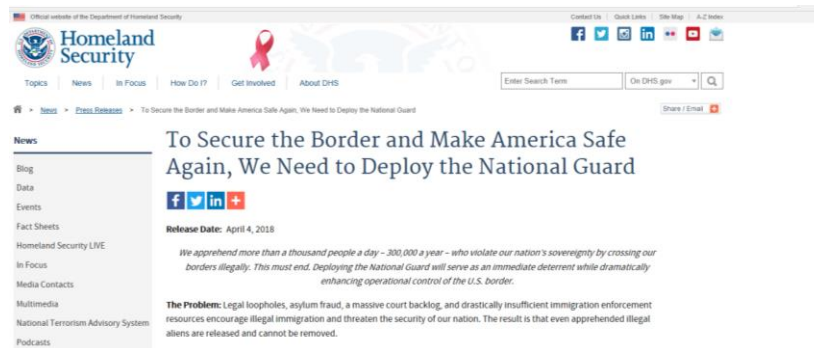 Official website of the Department of Homeland Security
Contact Us Quick Links Site Map A-Z Index
Homeland
Security
Topics News In Focus How Do I? Get Involved About DHS
Enter Search Term On DHS.gov
> News > Press Releases > To Secure the Border and Make America Safe Again, We Need to Deploy the National Guard
Share / Email
News
Blog
Data
Events
Fact Sheets
Homeland Security LIVE
In Focus
Media Contacts
Multimedia
National Terrorism Advisory System
Podcasts
To Secure the Border and Make America Safe
Again, We Need to Deploy the National Guard
Release Date: April 4, 2018
We apprehend more than a thousand people a day – 300,000 a year – who violate our nation's sovereignty by crossing our
borders illegally. This must end. Deploying the National Guard will serve as an immediate deterrent while dramatically
enhancing operational control of the U.S. border.
The Problem: Legal loopholes, asylum fraud, a massive court backlog, and drastically insufficient immigration enforcement
resources encourage illegal immigration and threaten the security of our nation. The result is that even apprehended illegal
aliens are released and cannot be removed.